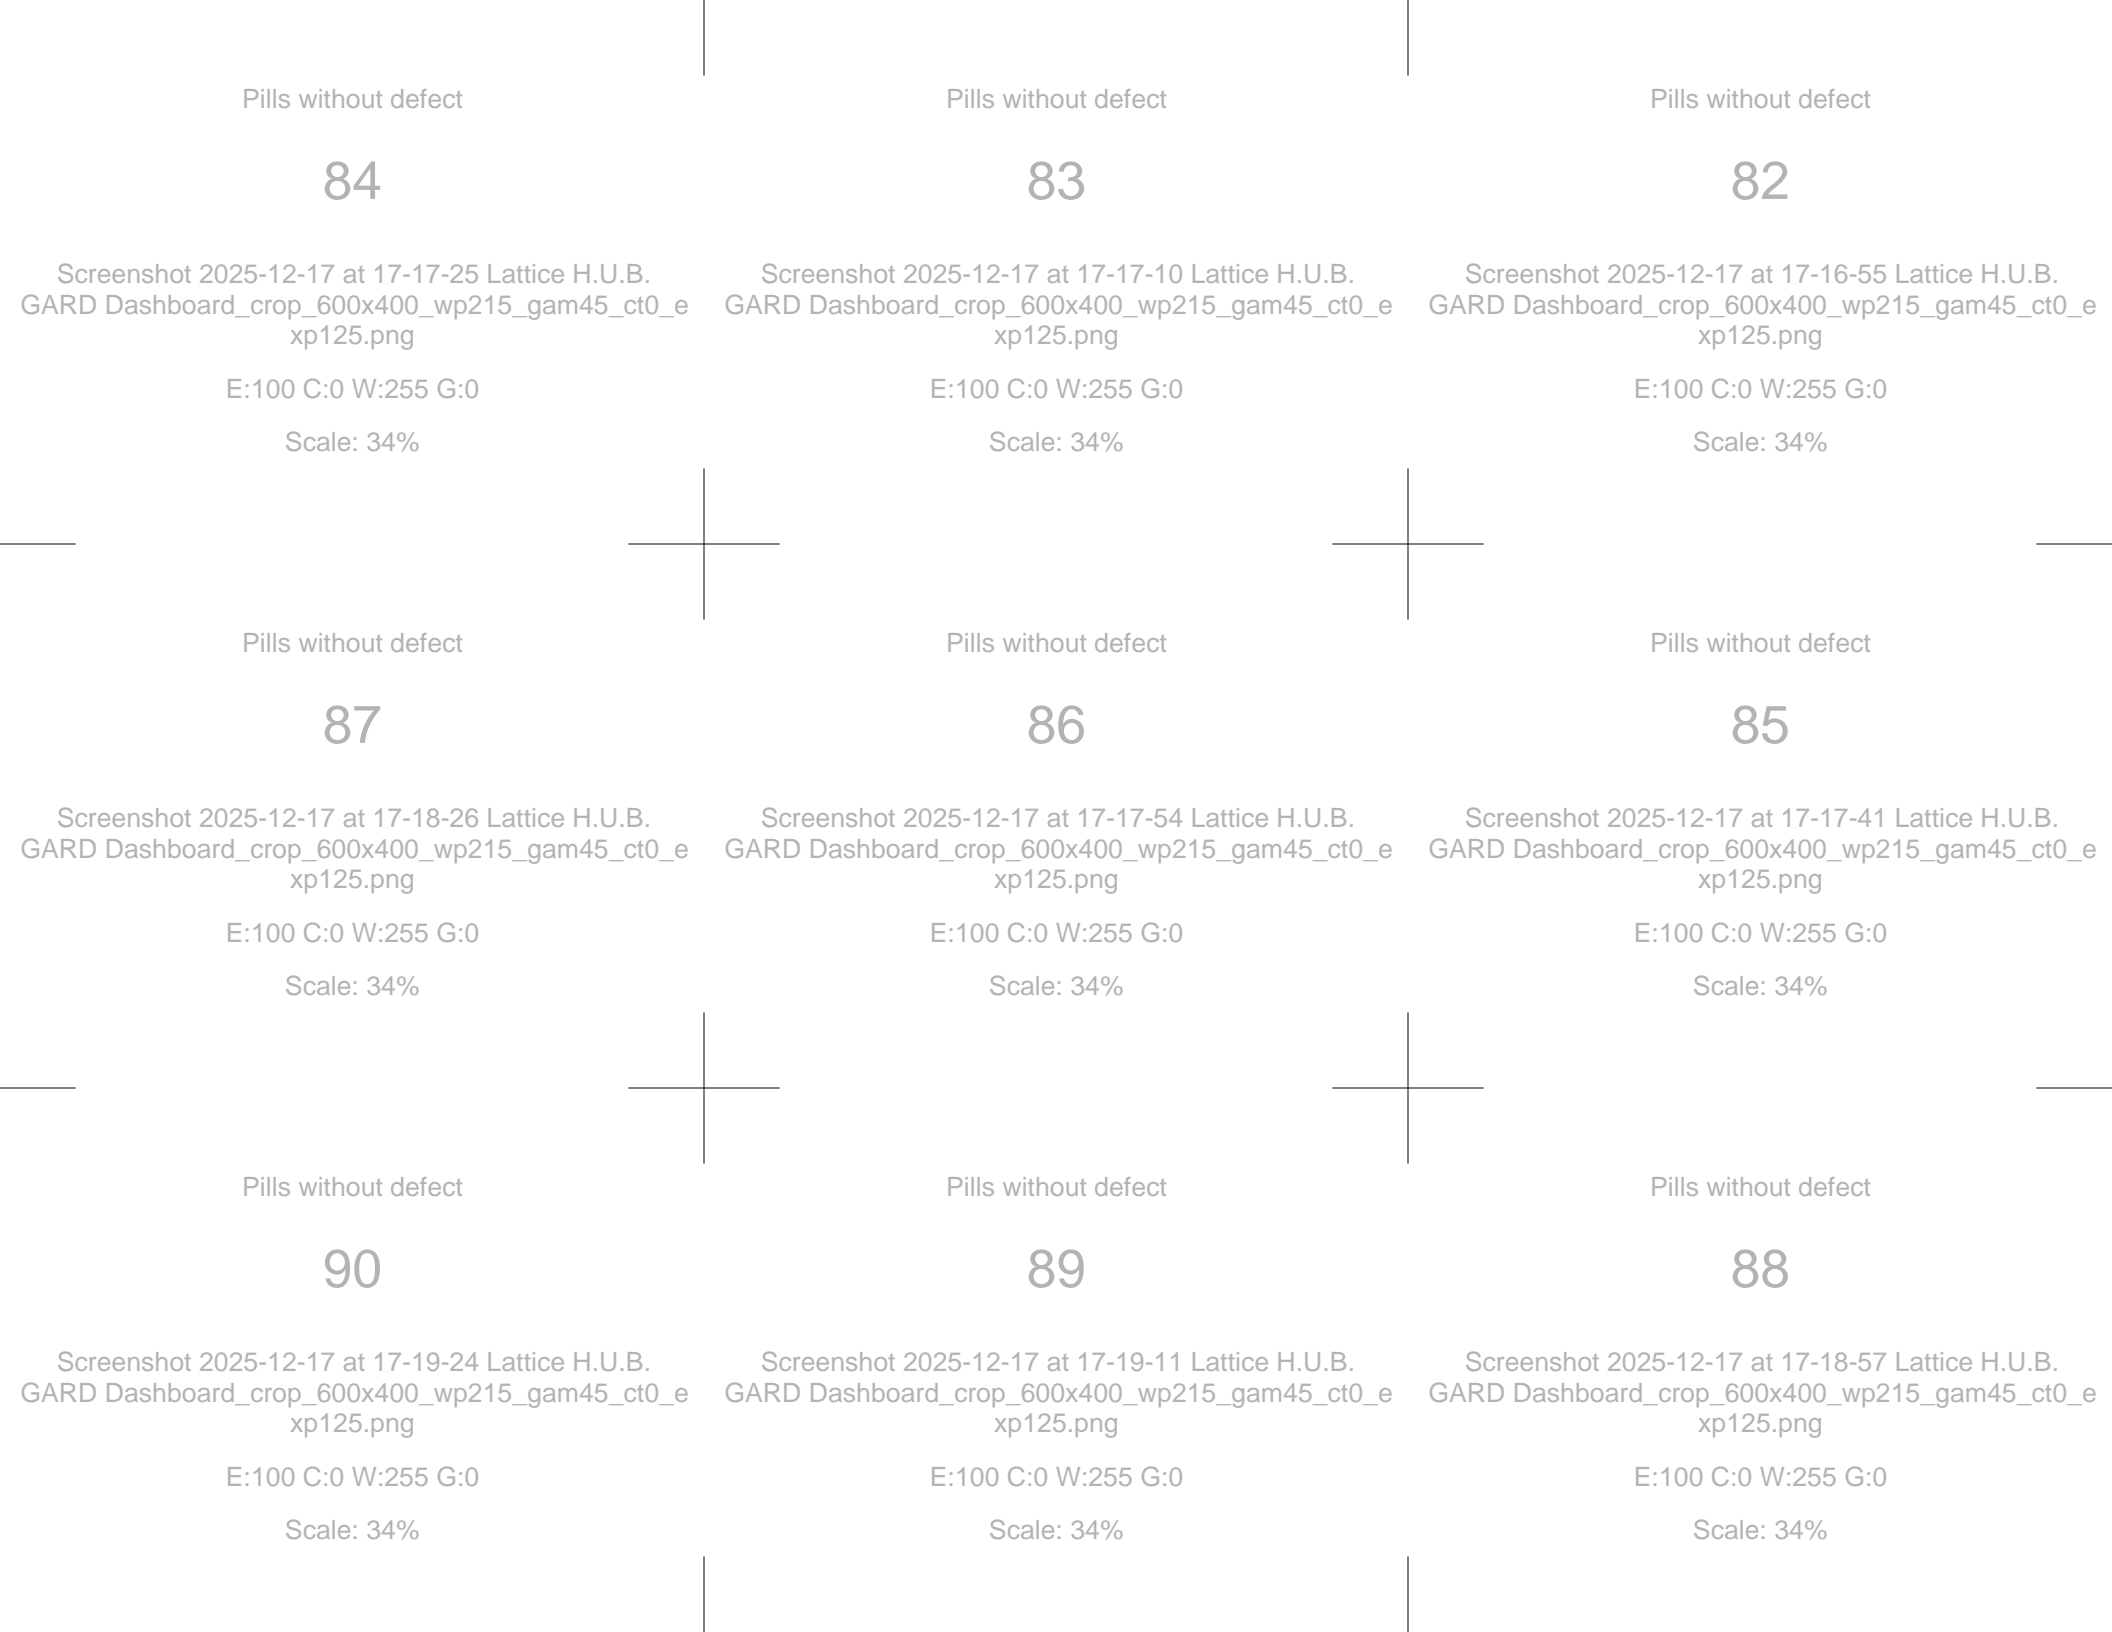 Pills without defect
84
Screenshot 2025-12-17 at 17-17-25 Lattice H.U.B.
GARD Dashboard_crop_600x400_wp215_gam45_ct0_e
xp125.png
E:100 C:0 W:255 G:0
Scale: 34%
Pills without defect
83
Screenshot 2025-12-17 at 17-17-10 Lattice H.U.B.
GARD Dashboard_crop_600x400_wp215_gam45_ct0_e
xp125.png
E:100 C:0 W:255 G:0
Scale: 34%
Pills without defect
82
Screenshot 2025-12-17 at 17-16-55 Lattice H.U.B.
GARD Dashboard_crop_600x400_wp215_gam45_ct0_e
xp125.png
E:100 C:0 W:255 G:0
Scale: 34%
Pills without defect
87
Screenshot 2025-12-17 at 17-18-26 Lattice H.U.B.
GARD Dashboard_crop_600x400_wp215_gam45_ct0_e
xp125.png
E:100 C:0 W:255 G:0
Scale: 34%
Pills without defect
86
Screenshot 2025-12-17 at 17-17-54 Lattice H.U.B.
GARD Dashboard_crop_600x400_wp215_gam45_ct0_e
xp125.png
E:100 C:0 W:255 G:0
Scale: 34%
Pills without defect
85
Screenshot 2025-12-17 at 17-17-41 Lattice H.U.B.
GARD Dashboard_crop_600x400_wp215_gam45_ct0_e
xp125.png
E:100 C:0 W:255 G:0
Scale: 34%
Pills without defect
90
Screenshot 2025-12-17 at 17-19-24 Lattice H.U.B.
GARD Dashboard_crop_600x400_wp215_gam45_ct0_e
xp125.png
E:100 C:0 W:255 G:0
Scale: 34%
Pills without defect
89
Screenshot 2025-12-17 at 17-19-11 Lattice H.U.B.
GARD Dashboard_crop_600x400_wp215_gam45_ct0_e
xp125.png
E:100 C:0 W:255 G:0
Scale: 34%
Pills without defect
88
Screenshot 2025-12-17 at 17-18-57 Lattice H.U.B.
GARD Dashboard_crop_600x400_wp215_gam45_ct0_e
xp125.png
E:100 C:0 W:255 G:0
Scale: 34%